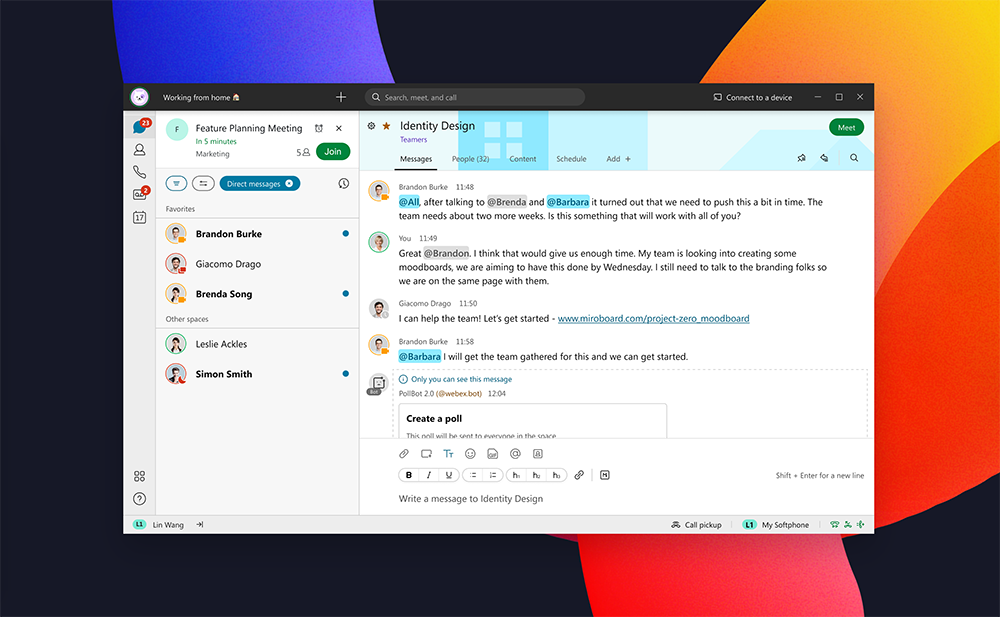 Working from home
Search, meet, and call
Connect to a device
23
2
17
F
Feature Planning Meeting
In 5 minutes
Marketing
5
Join
Direct messages
Favorites
Brandon Burke
Giacomo Drago
Brenda Song
Other spaces
Leslie Ackles
Simon Smith
Identity Design
Teamers
Meet
Messages
People (32)
Content
Schedule
Add +
Brandon Burke 11:48
@All, after talking to @Brenda and @Barbara it turned out that we need to push this a bit in time. The
team needs about two more weeks. Is this something that will work with all of you?
You 11:49
Great @Brandon. I think that would give us enough time. My team is looking into creating some
moodboards, we are aiming to have this done by Wednesday. I still need to talk to the branding folks so
we are on the same page with them.
Giacomo Drago 11:50
I can help the team! Let's get started - www.miroboard.com/project-zero_moodboard
Brandon Burke 11:58
@Barbara I will get the team gathered for this and we can get started.
Only you can see this message
Bot
PollBot 2.0 (@webex.bot) 12:04
Create a poll
This poll will be sent to everyone in the space
TT
GIF
B I U
h1 h2 h3
M
Shift + Enter for a new line
Write a message to Identity Design
L1 Lin Wang
Call pickup
L1 My Softphone